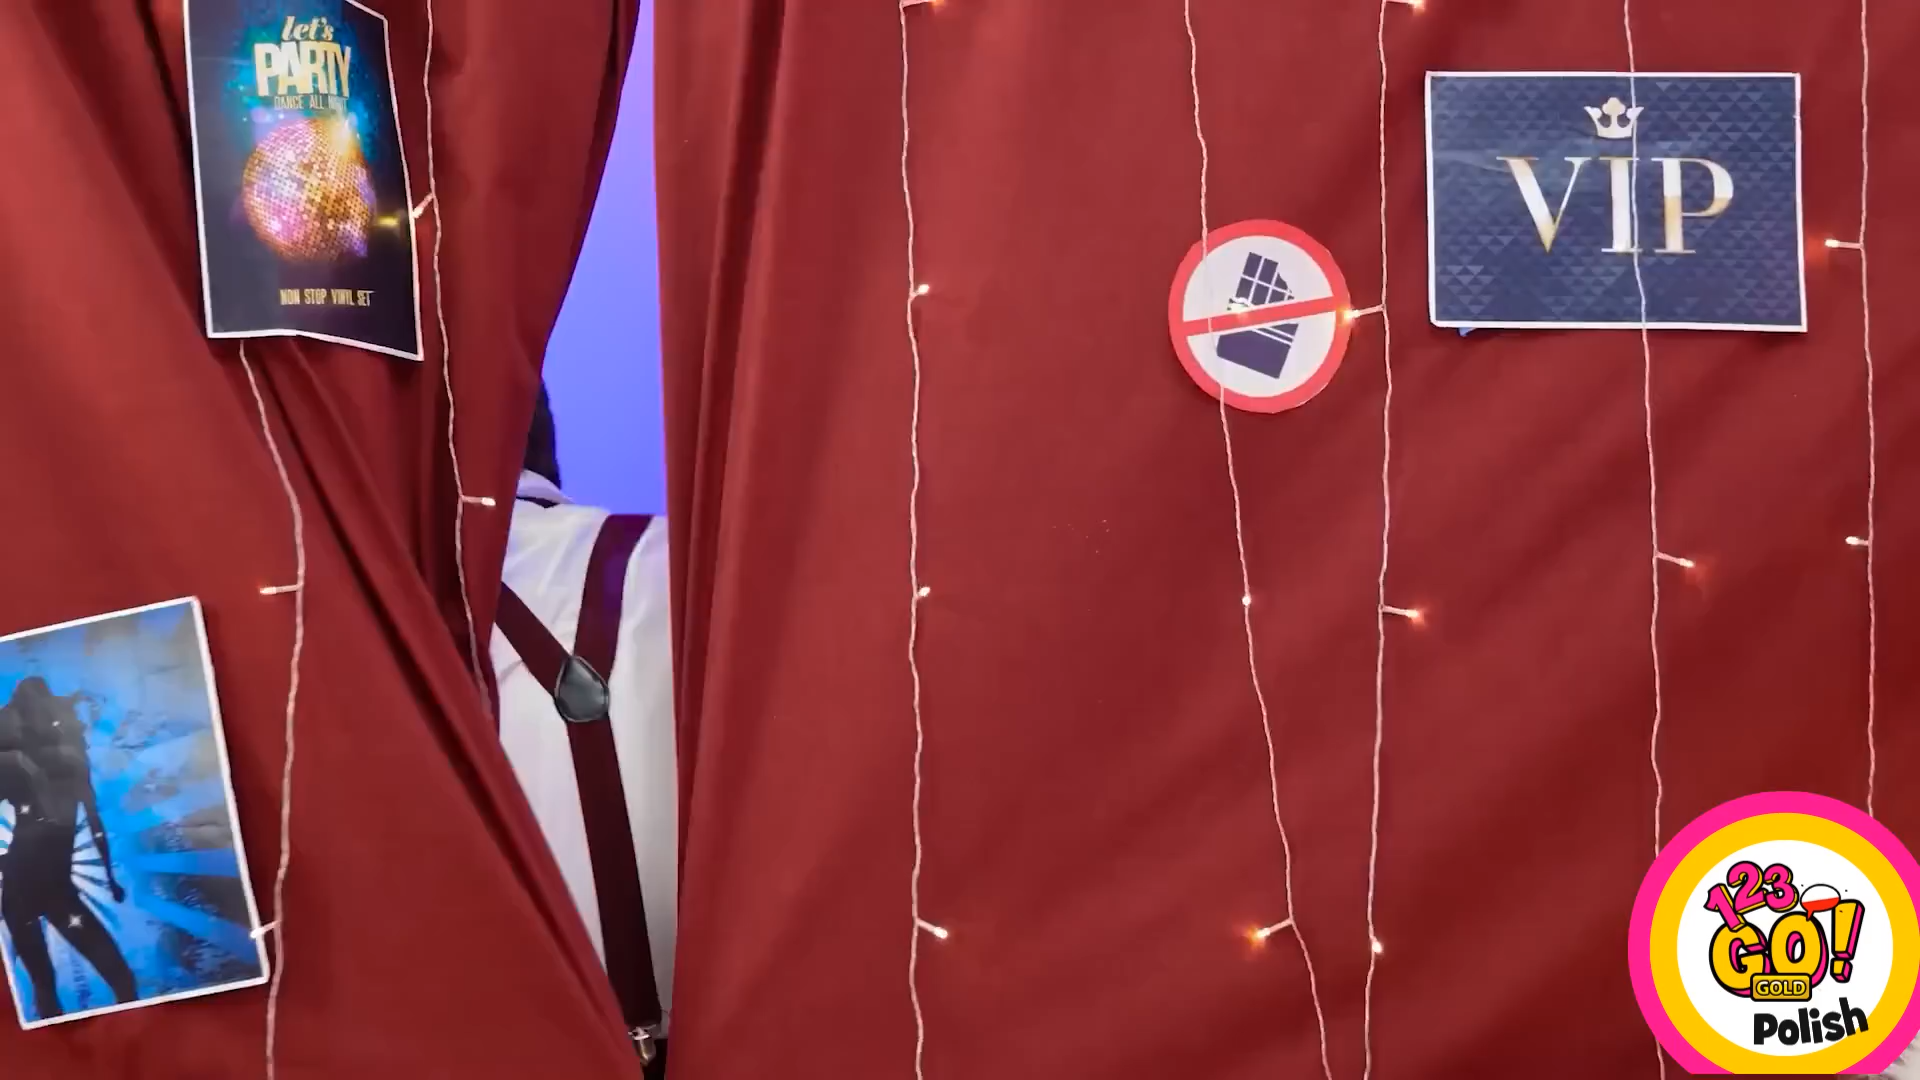 let's
PARTY
DANCE ALL NIGHT
NON STOP VINYL SET
VIP
123
GO!
GOLD
Polish